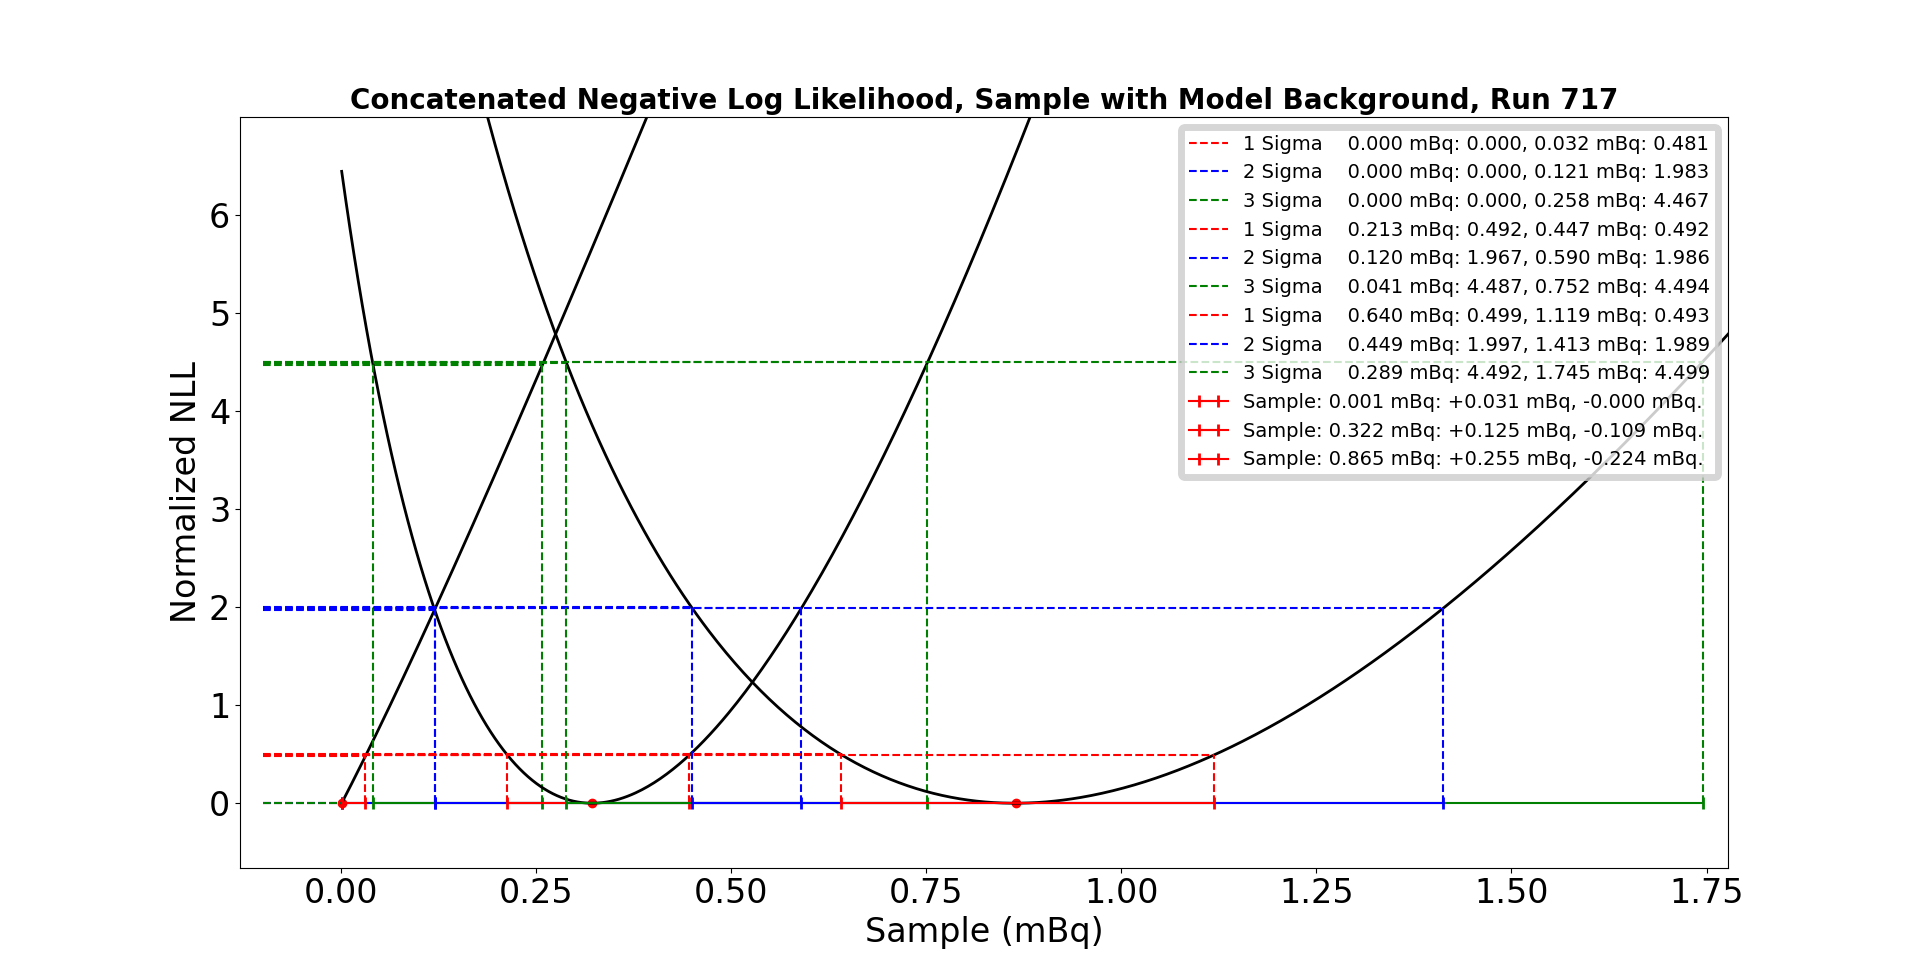 Concatenated Negative Log Likelihood, Sample with Model Background, Run 717
1 Sigma 0.000 mBq: 0.000, 0.032 mBq: 0.481
2 Sigma 0.000 mBq: 0.000, 0.121 mBq: 1.983
3 Sigma 0.000 mBq: 0.000, 0.258 mBq: 4.467
1 Sigma 0.213 mBq: 0.492, 0.447 mBq: 0.492
2 Sigma 0.120 mBq: 1.967, 0.590 mBq: 1.986
3 Sigma 0.041 mBq: 4.487, 0.752 mBq: 4.494
1 Sigma 0.640 mBq: 0.499, 1.119 mBq: 0.493
2 Sigma 0.449 mBq: 1.997, 1.413 mBq: 1.989
3 Sigma 0.289 mBq: 4.492, 1.745 mBq: 4.499
Sample: 0.001 mBq: +0.031 mBq, -0.000 mBq.
Sample: 0.322 mBq: +0.125 mBq, -0.109 mBq.
Sample: 0.865 mBq: +0.255 mBq, -0.224 mBq.
Normalized NLL
6
5
4
3
2
1
0
0.00 0.25 0.50 0.75 1.00 1.25 1.50 1.75
Sample (mBq)